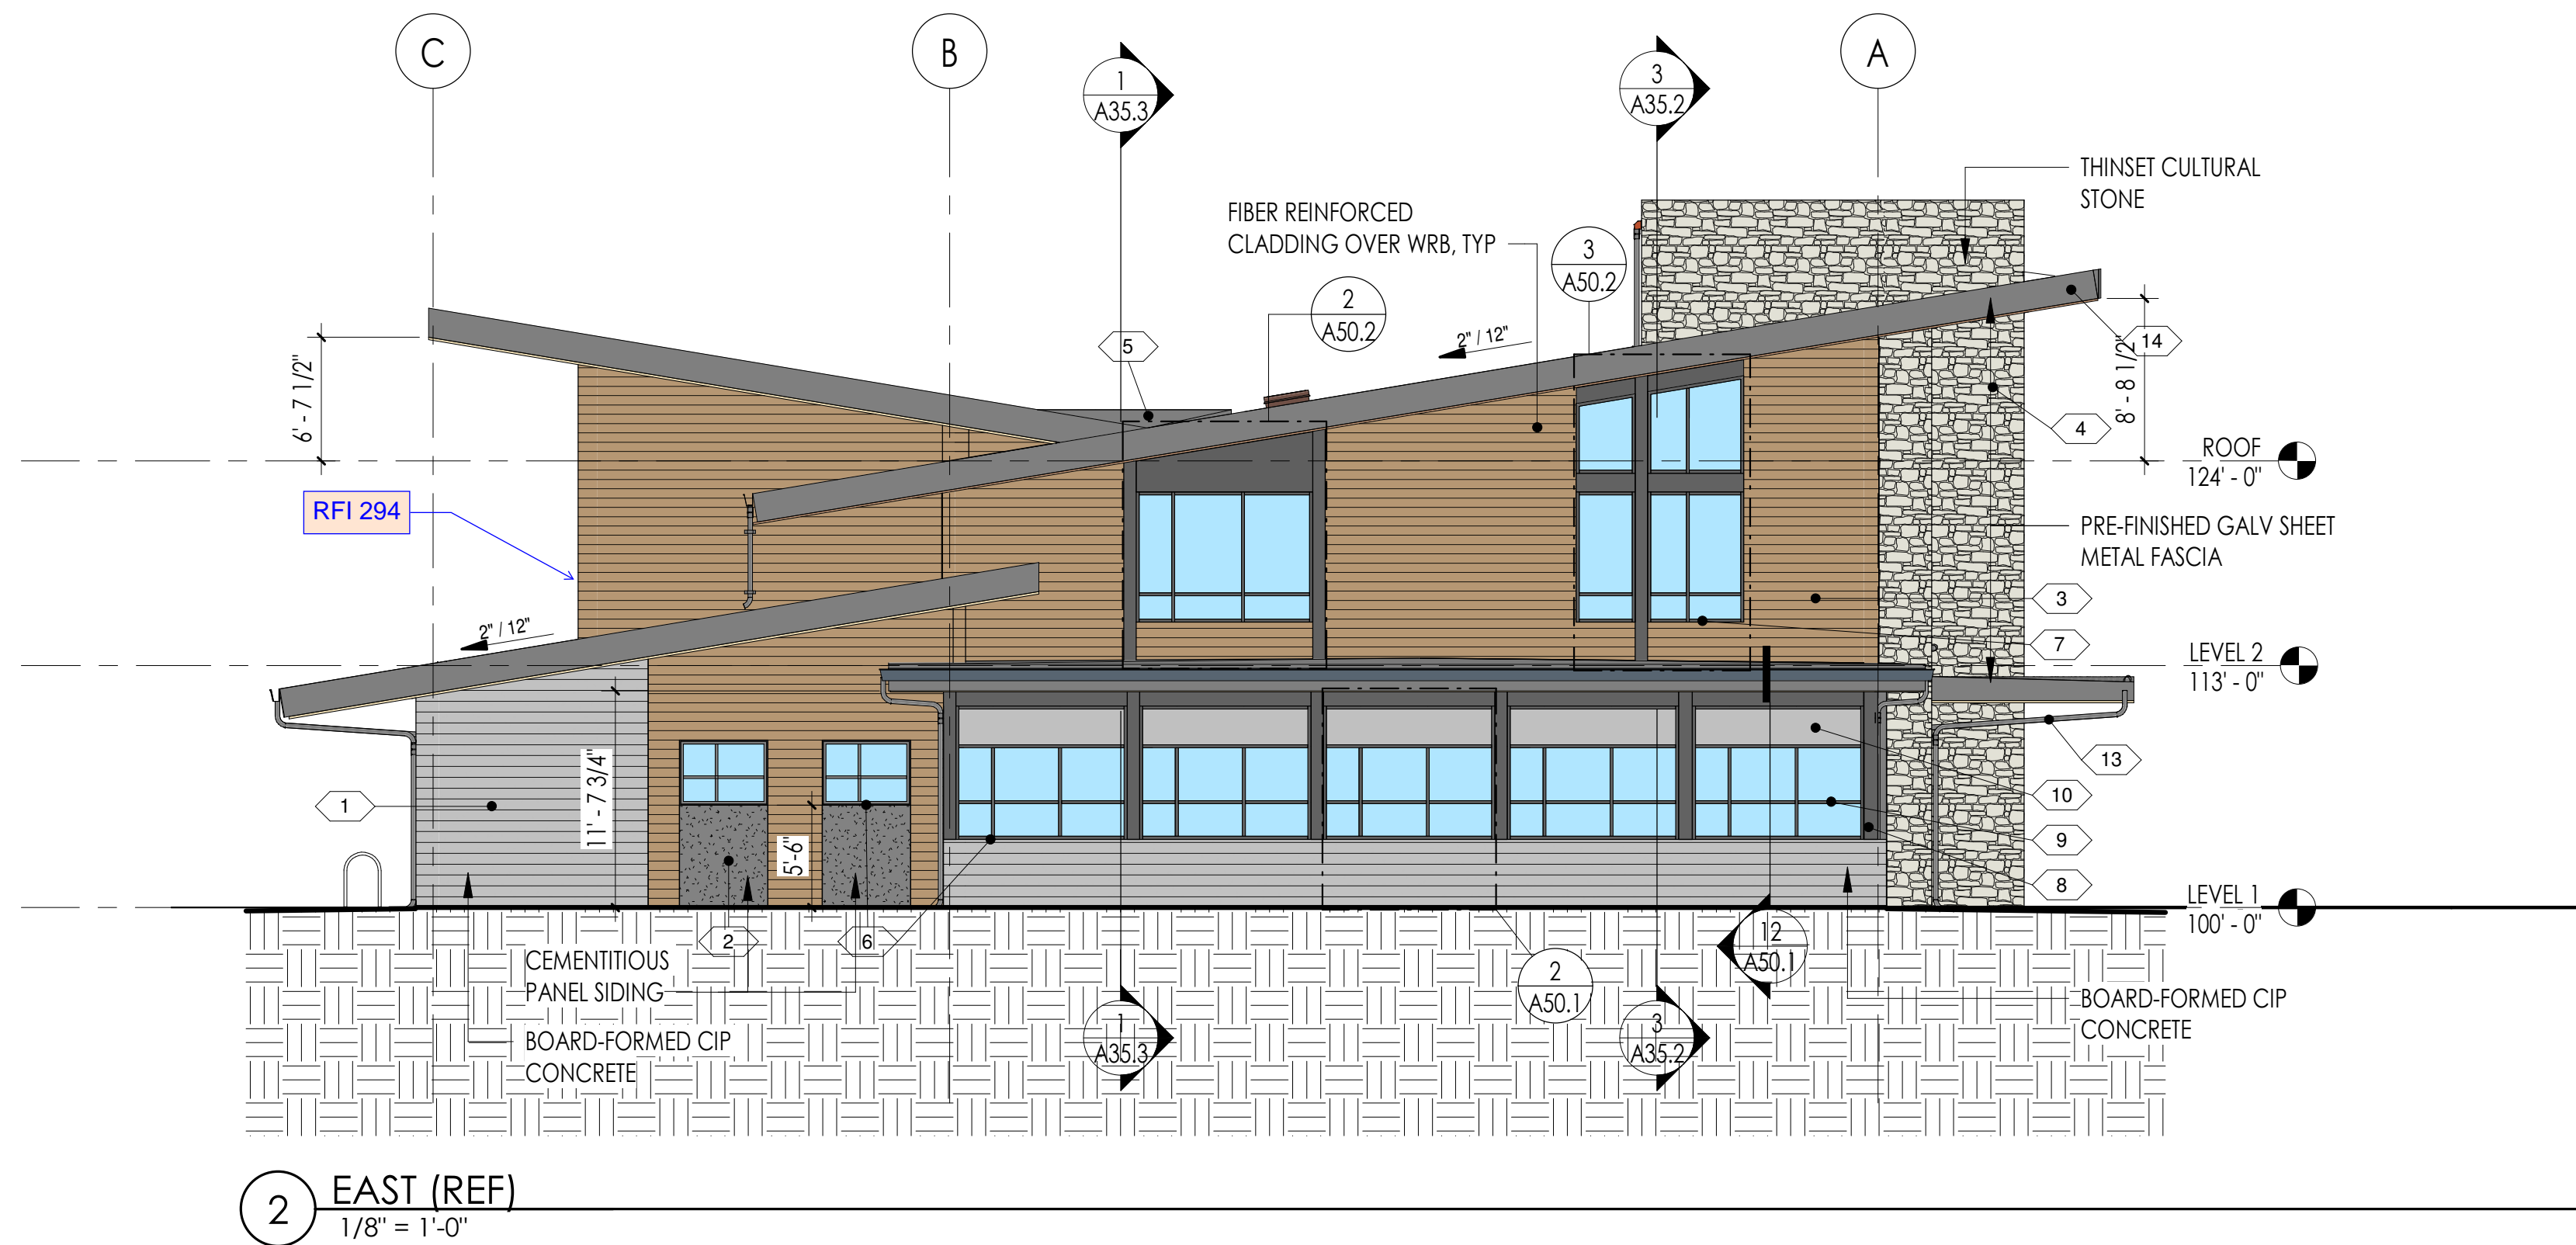 C
B
A
1
A35.3
3
A35.2
THINSET CULTURAL
STONE
FIBER REINFORCED
CLADDING OVER WRB, TYP
3
A50.2
2
A50.2
5
2" / 12"
14
6' - 7 1/2"
8' - 8 1/2"
4
ROOF
124' - 0"
RFI 294
PRE-FINISHED GALV SHEET
METAL FASCIA
3
2" / 12"
7
LEVEL 2
113' - 0"
13
1
11' - 7 3/4"
10
5'-6"
9
8
LEVEL 1
100' - 0"
2
6
12
A50.1
CEMENTITIOUS
PANEL SIDING
2
A50.1
BOARD-FORMED CIP
CONCRETE
BOARD-FORMED CIP
CONCRETE
1
A35.3
3
A35.2
2
EAST (REF)
1/8" = 1'-0"